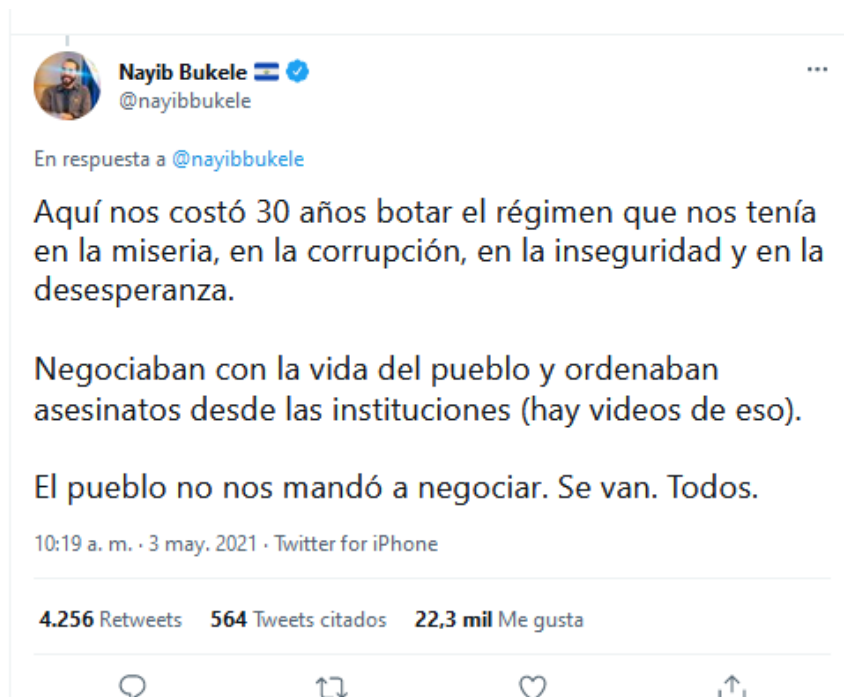 Nayib Bukele 🇸🇻
@nayibbukele
En respuesta a @nayibbukele
Aquí nos costó 30 años botar el régimen que nos tenía
en la miseria, en la corrupción, en la inseguridad y en la
desesperanza.
Negociaban con la vida del pueblo y ordenaban
asesinatos desde las instituciones (hay videos de eso).
El pueblo no nos mandó a negociar. Se van. Todos.
10:19 a. m. · 3 may. 2021 · Twitter for iPhone
4.256 Retweets 564 Tweets citados 22,3 mil Me gusta